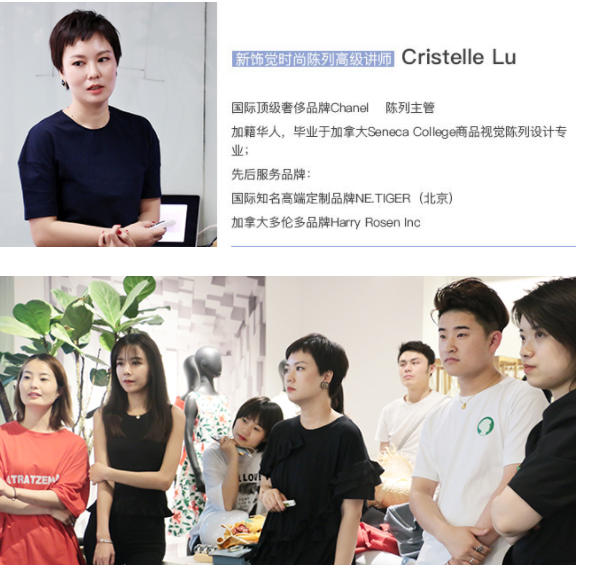 新饰觉时尚陈列高级讲师 Cristelle Lu
国际顶级奢侈品牌Chanel 陈列主管
加籍华人，毕业于加拿大Seneca College商品视觉陈列设计专
业；
先后服务品牌：
国际知名高端定制品牌NE.TIGER（北京）
加拿大多伦多品牌Harry Rosen Inc